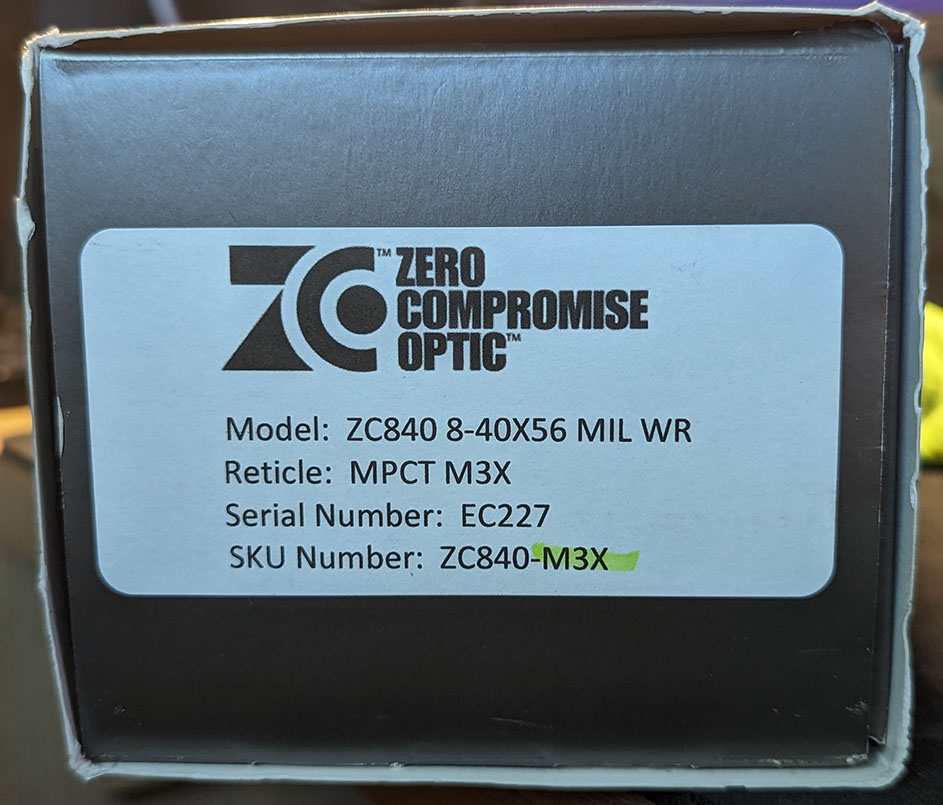 ZC™ ZERO
COMPROMISE
OPTIC™
Model: ZC840 8-40X56 MIL WR
Reticle: MPCT M3X
Serial Number: EC227
SKU Number: ZC840-M3X